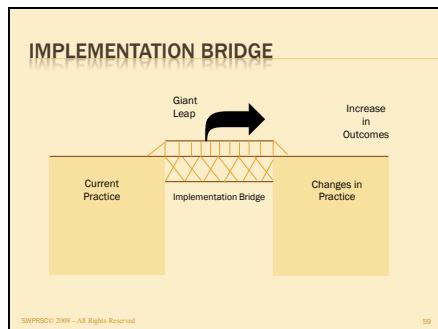 IMPLEMENTATION BRIDGE
Giant
Leap
Increase
in
Outcomes
Current
Practice
Implementation Bridge
Changes in
Practice
SWPRSC© 2009 – All Rights Reserved
59